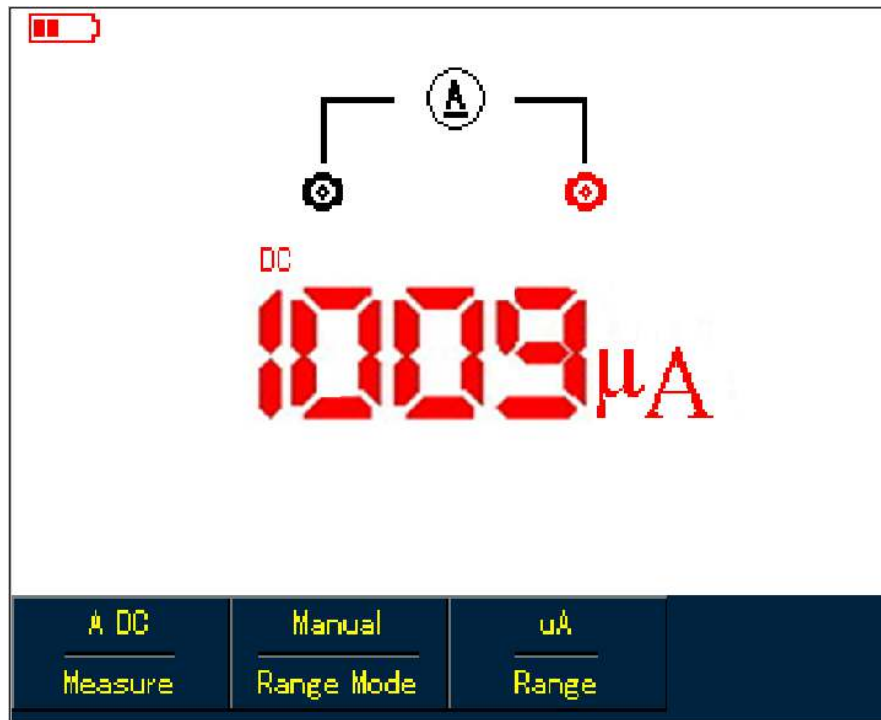 A
DC
1009μA
A DC Manual uA
Measure Range Mode Range